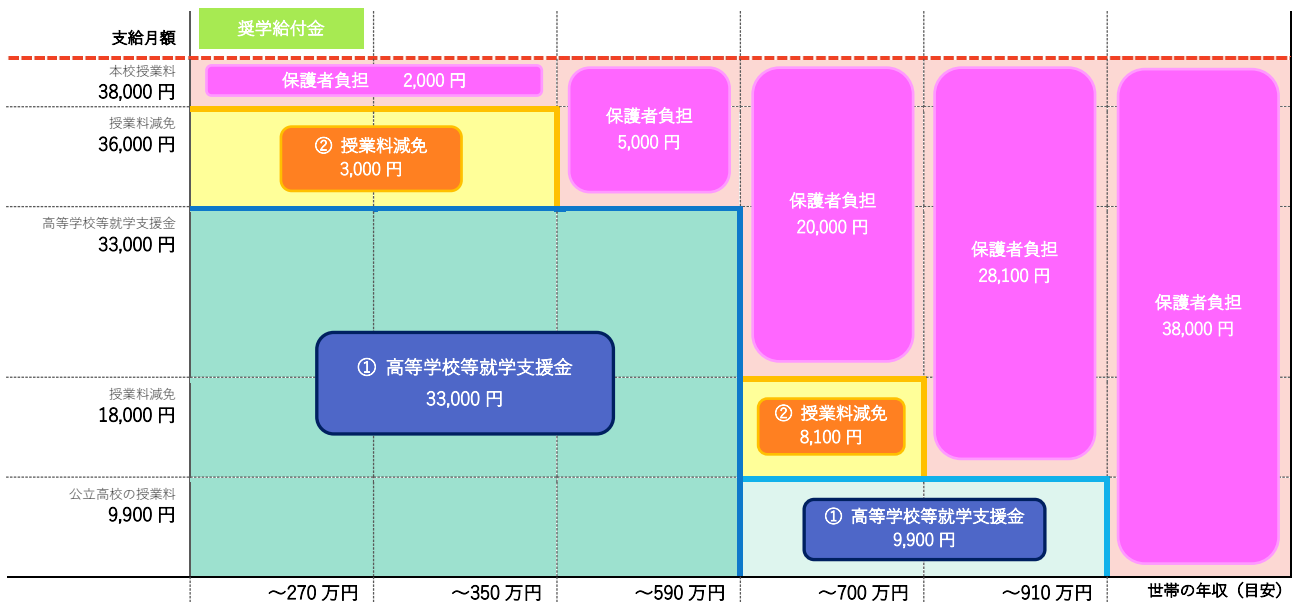 奨学給付金
支給月額
本校授業料
38,000 円
保護者負担　2,000 円
授業料減免
36,000 円
② 授業料減免
3,000 円
保護者負担
5,000 円
保護者負担
20,000 円
保護者負担
28,100 円
保護者負担
38,000 円
高等学校等就学支援金
33,000 円
① 高等学校等就学支援金
33,000 円
授業料減免
18,000 円
② 授業料減免
8,100 円
公立高校の授業料
9,900 円
① 高等学校等就学支援金
9,900 円
～270 万円
～350 万円
～590 万円
～700 万円
～910 万円
世帯の年収（目安）